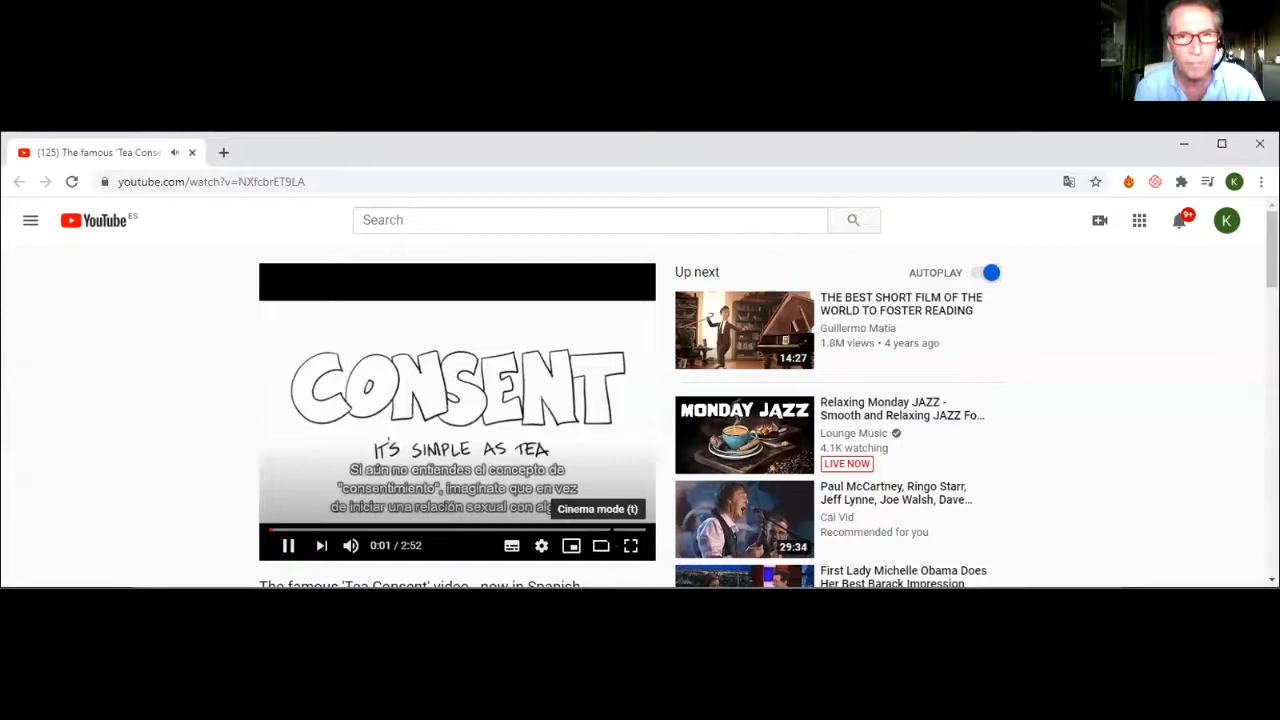 (125) The famous 'Tea Conse
youtube.com/watch?v=NXfcbrET9LA
K
YouTube ES
Search
9+
K
CONSENT
IT'S SIMPLE AS TEA
Si aún no entiendes el concepto de
"consentimiento", imagínate que en vez
de iniciar una relación sexual con alg
Cinema mode (t)
0:01 / 2:52
The famous 'Tea Consent' video - now in Spanish
Up next
AUTOPLAY
THE BEST SHORT FILM OF THE
WORLD TO FOSTER READING
Guillermo Matia
1.8M views • 4 years ago
14:27
MONDAY JAZZ
Relaxing Monday JAZZ -
Smooth and Relaxing JAZZ Fo...
Lounge Music
4.1K watching
LIVE NOW
Paul McCartney, Ringo Starr,
Jeff Lynne, Joe Walsh, Dave...
Cal Vid
Recommended for you
29:34
First Lady Michelle Obama Does
Her Best Barack Impression